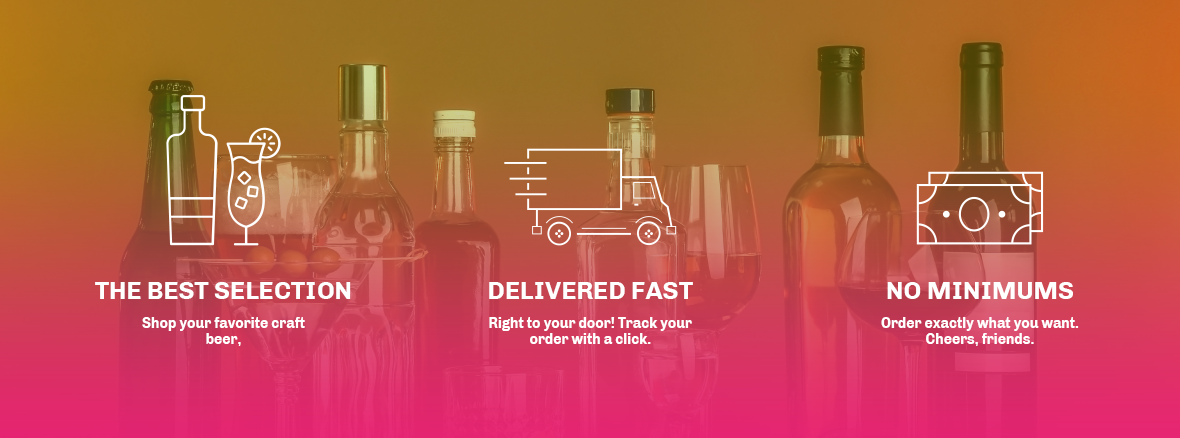 THE BEST SELECTION
Shop your favorite craft
beer,
DELIVERED FAST
Right to your door! Track your
order with a click.
NO MINIMUMS
Order exactly what you want.
Cheers, friends.